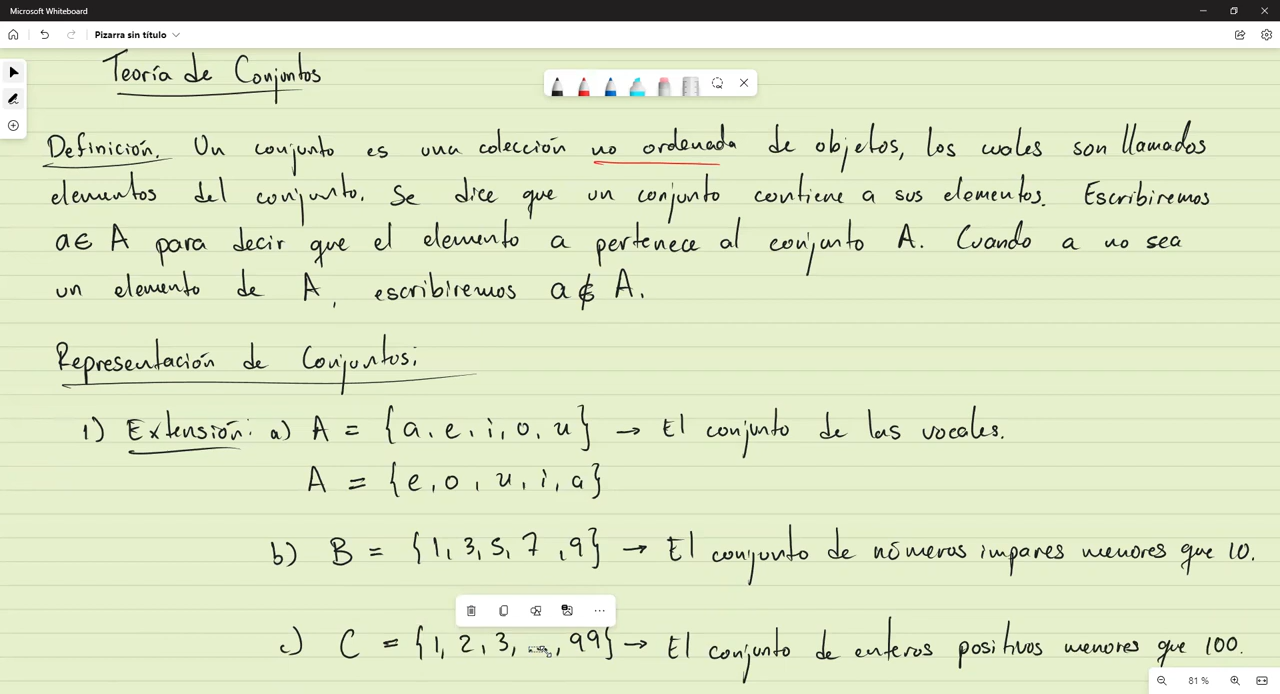 Microsoft Whiteboard
Pizarra sin título
Teoría de Conjuntos
Definición. Un conjunto es una colección no ordenada de objetos, los cuales son llamados
elementos del conjunto. Se dice que un conjunto contiene a sus elementos. Escribiremos
a ∈ A para decir que el elemento a pertenece al conjunto A. Cuando a no sea
un elemento de A, escribiremos a ∉ A.
Representación de Conjuntos:
1) Extensión: a) A = {a, e, i, o, u} → El conjunto de las vocales.
A = {e, o, u, i, a}
b) B = {1, 3, 5, 7, 9} → El conjunto de números impares menores que 10.
c) C = {1, 2, 3, ..., 99} → El conjunto de enteros positivos menores que 100.
81 %